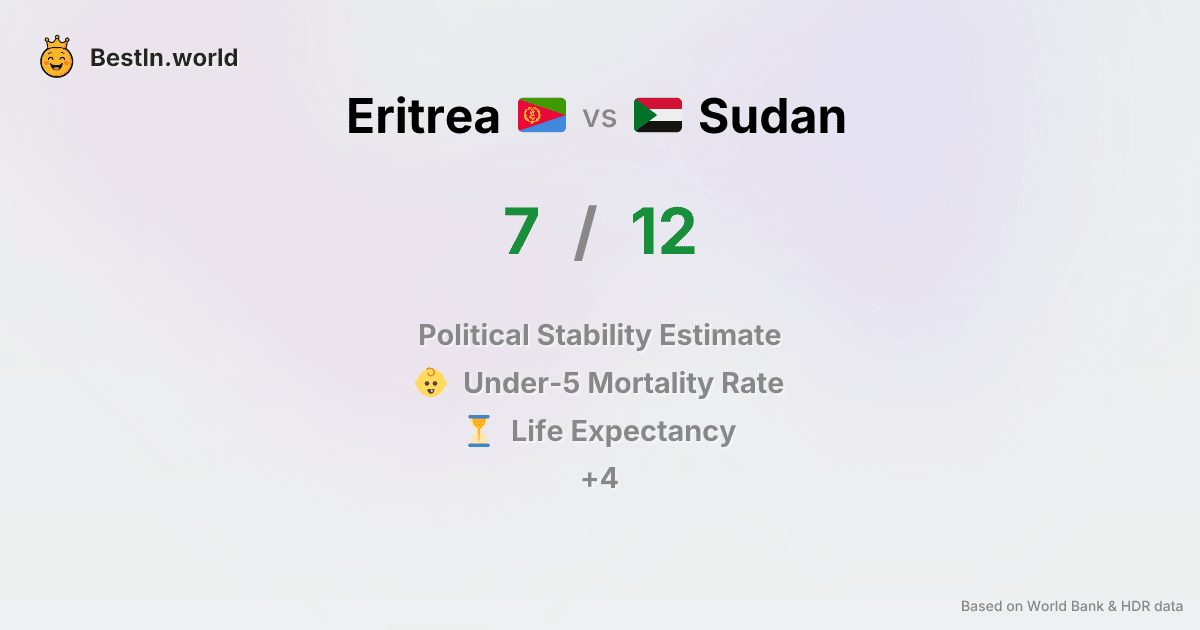 BestIn.world
Eritrea vs Sudan
7 / 12
Political Stability Estimate
Under-5 Mortality Rate
Life Expectancy
+4
Based on World Bank & HDR data